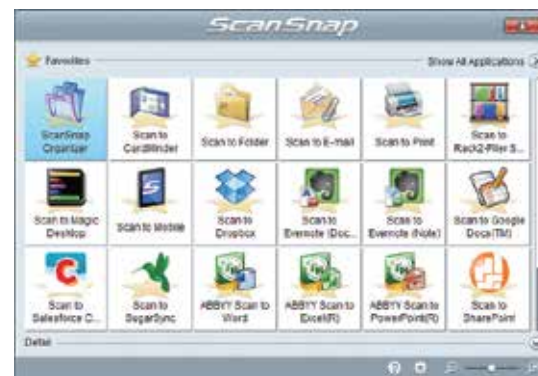 ScanSnap
Favorites
Show All Applications
ScanSnap
Organizer
Scan to
CardMinder
Scan to Folder
Scan to E-mail
Scan to Print
Scan to
Rack2-Filer S...
Scan to Magic
Desktop
Scan to Mobile
Scan to
Dropbox
Scan to
Evernote (Doc...
Scan to
Evernote (Note)
Scan to Google
Docs(TM)
Scan to
Salesforce C...
Scan to
SugarSync
ABBYY Scan to
Word
ABBYY Scan to
Excel(R)
ABBYY Scan to
PowerPoint(R)
Scan to
SharePoint
Detail